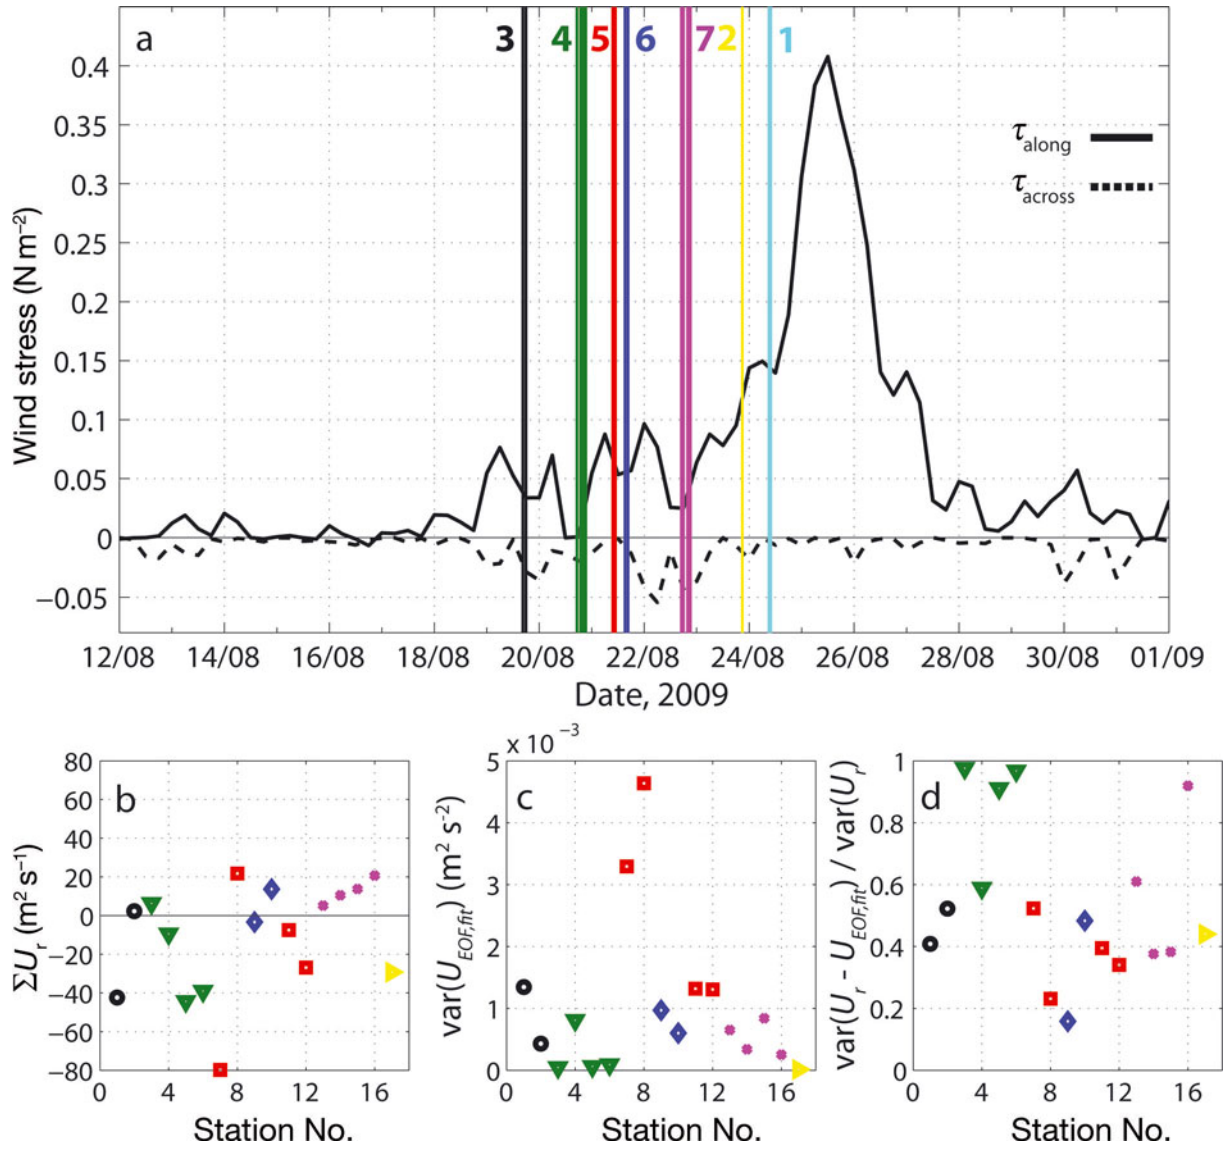 a
3 4 5 6 7 2 1
0.4
0.35
0.3
0.25
0.2
0.15
0.1
0.05
0
−0.05
Wind stress (N m⁻²)
τalong
τacross
12/08 14/08 16/08 18/08 20/08 22/08 24/08 26/08 28/08 30/08 01/09
Date, 2009
b
80
60
40
20
0
−20
−40
−60
−80
ΣUr (m² s⁻¹)
0 4 8 12 16
Station No.
c
5 x 10⁻³
4
3
2
1
0
var(UEOF,fit) (m² s⁻²)
0 4 8 12 16
Station No.
d
1
0.8
0.6
0.4
0.2
0
var(Ur - UEOF,fit) / var(Ur)
0 4 8 12 16
Station No.